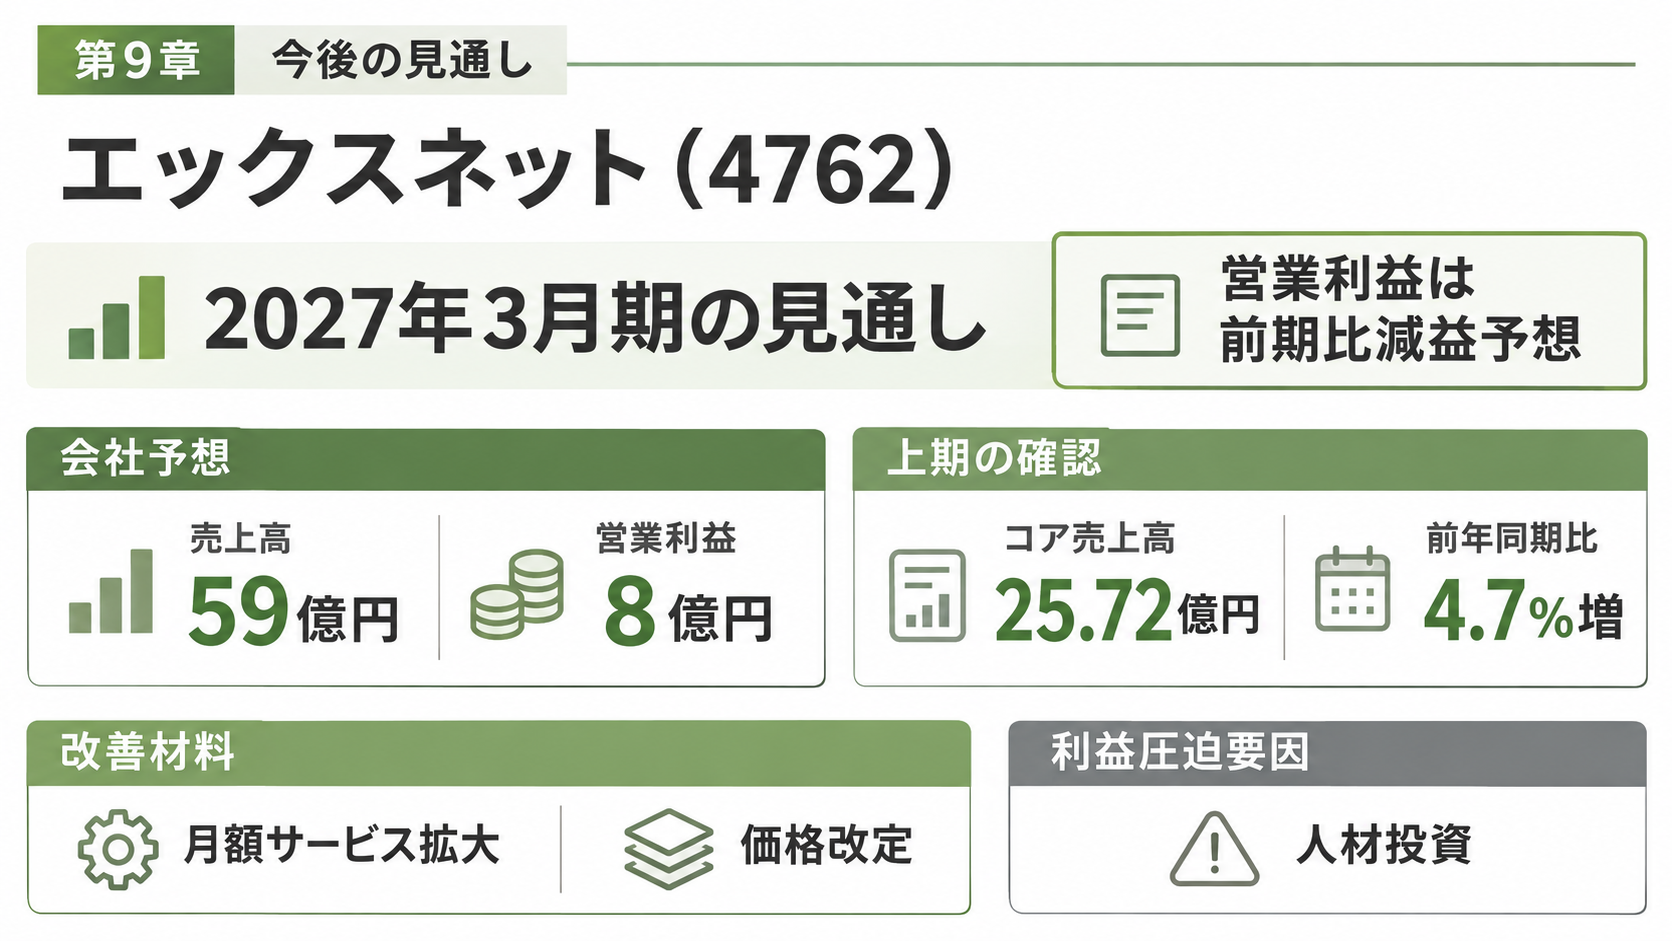 第9章
今後の見通し
エックスネット（4762）
2027年3月期の見通し
営業利益は
前期比減益予想
会社予想
売上高
59億円
営業利益
8億円
上期の確認
コア売上高
25.72億円
前年同期比
4.7%増
改善材料
月額サービス拡大
価格改定
利益圧迫要因
人材投資